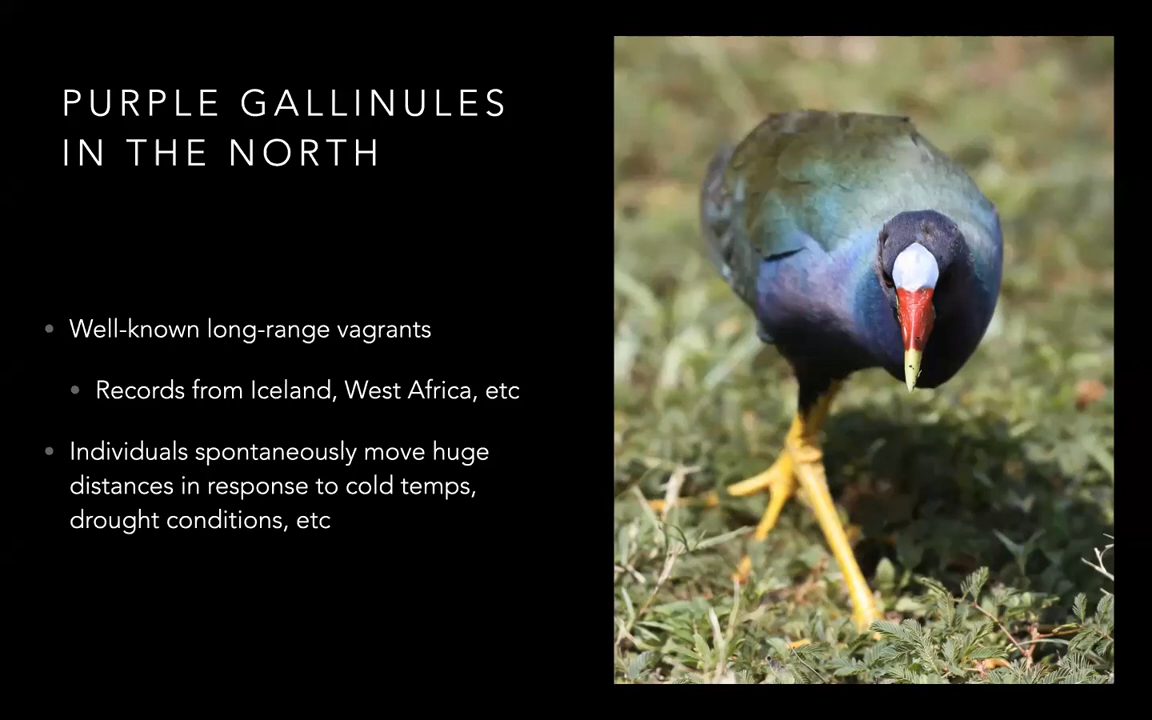 PURPLE GALLINULES
IN THE NORTH
• Well-known long-range vagrants
• Records from Iceland, West Africa, etc
• Individuals spontaneously move huge
distances in response to cold temps,
drought conditions, etc